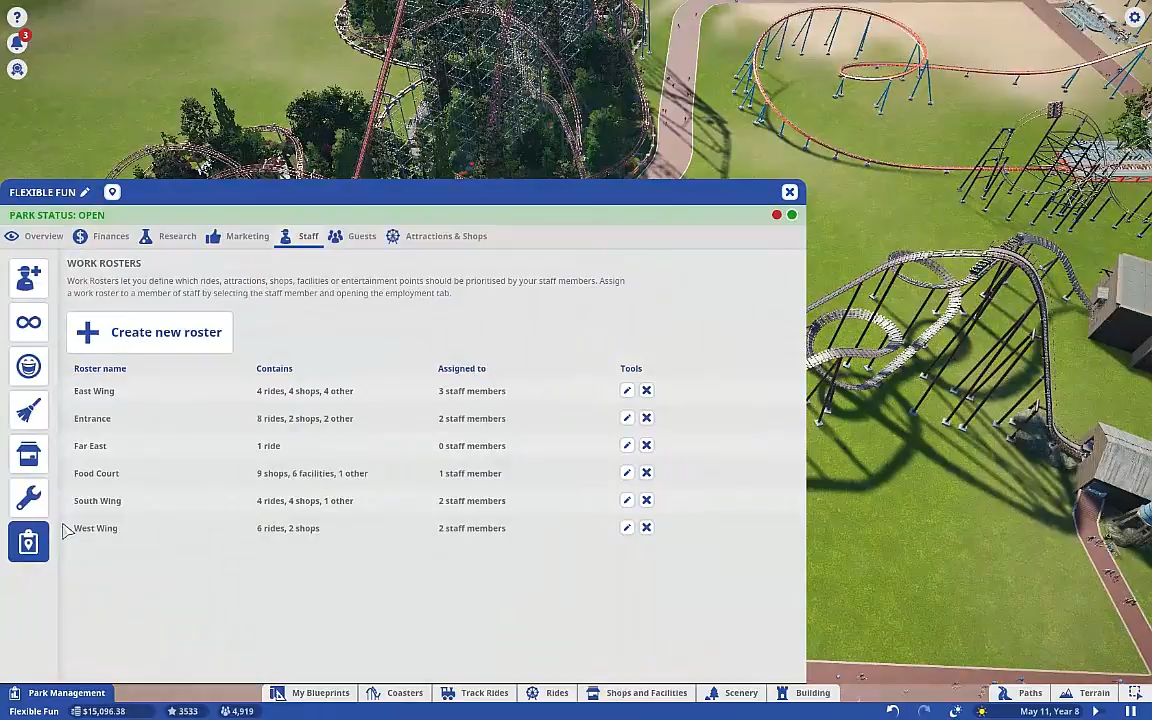 ?
3
FLEXIBLE FUN
PARK STATUS: OPEN
Overview Finances Research Marketing Staff Guests Attractions & Shops
WORK ROSTERS
Work Rosters let you define which rides, attractions, shops, facilities or entertainment points should be prioritised by your staff members. Assign
a work roster to a member of staff by selecting the staff member and opening the employment tab.
Create new roster
Roster name Contains Assigned to Tools
East Wing 4 rides, 4 shops, 4 other 3 staff members
Entrance 8 rides, 2 shops, 2 other 2 staff members
Far East 1 ride 0 staff members
Food Court 9 shops, 6 facilities, 1 other 1 staff member
South Wing 4 rides, 4 shops, 1 other 2 staff members
West Wing 6 rides, 2 shops 2 staff members
Park Management My Blueprints Coasters Track Rides Rides Shops and Facilities Scenery Building Paths Terrain
Flexible Fun $15,096.38 3533 4,919 May 11, Year 8